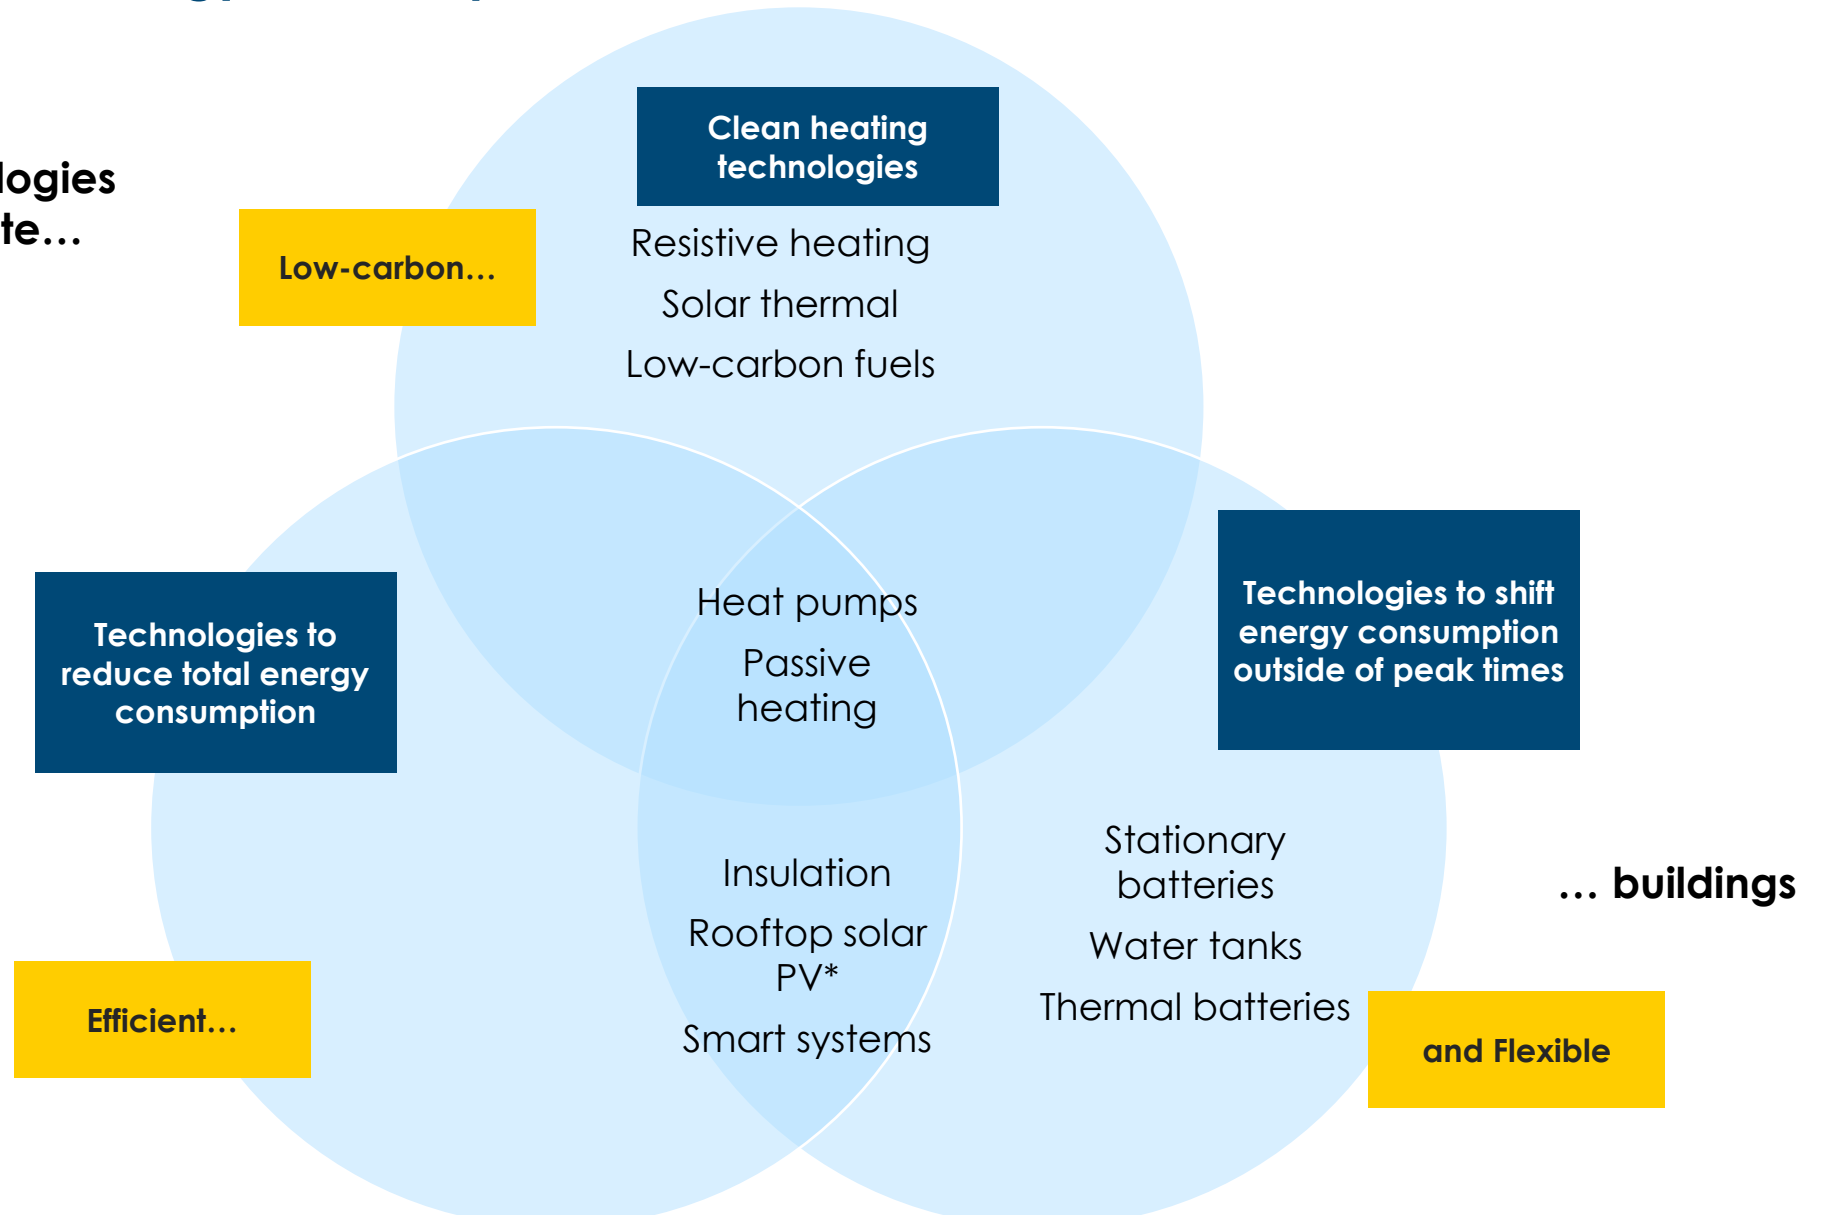 Clean heating
technologies
Low-carbon…
Resistive heating
Solar thermal
Low-carbon fuels
Technologies to
reduce total energy
consumption
Heat pumps
Passive
heating
Technologies to shift
energy consumption
outside of peak times
Insulation
Rooftop solar
PV*
Smart systems
Stationary
batteries
Water tanks
Thermal batteries
… buildings
Efficient…
and Flexible